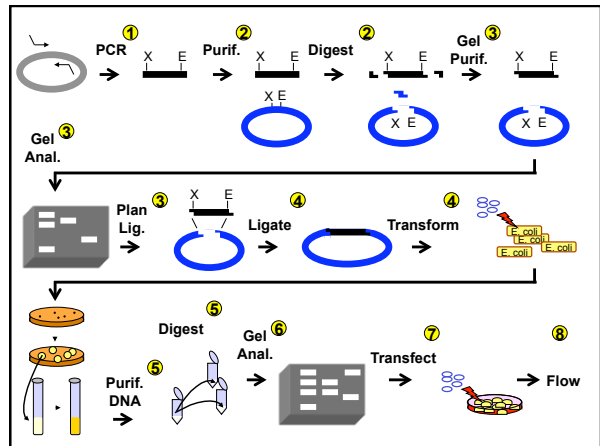 PCR 1 Purif. 2 Digest 2 Gel Purif. 3
X E X E X E X E
X E
X E X E
Gel Anal. 3
Plan Lig. 3 Ligate 4 Transform 4
X E
E. coli
E. coli
E. coli
E. coli
Digest 5 Gel Anal. 6 Transfect 7 8
Purif. DNA 5 Flow